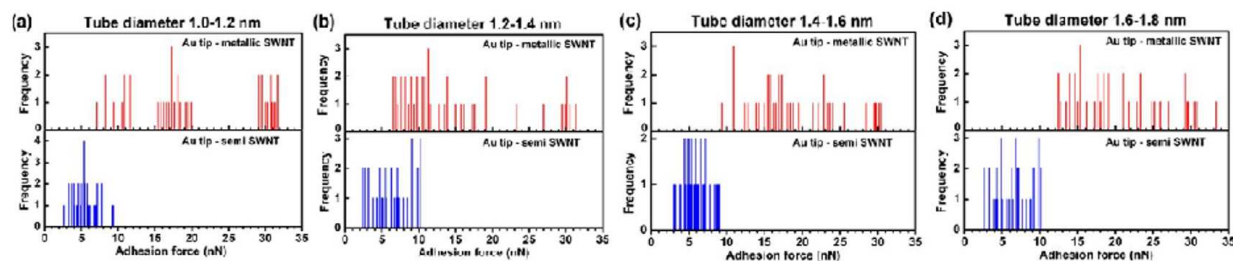 (a) Tube diameter 1.0-1.2 nm
Au tip - metallic SWNT
Frequency
3
2
1
0
Au tip - semi SWNT
Frequency
4
3
2
1
0
0 5 10 15 20 25 30 35
Adhesion force (nN)
(b) Tube diameter 1.2-1.4 nm
Au tip - metallic SWNT
Frequency
3
2
1
0
Au tip - semi SWNT
Frequency
3
2
1
0
0 5 10 15 20 25 30 35
Adhesion force (nN)
(c) Tube diameter 1.4-1.6 nm
Au tip - metallic SWNT
Frequency
3
2
1
0
Au tip - semi SWNT
Frequency
2
1
0
0 5 10 15 20 25 30 35
Adhesion force (nN)
(d) Tube diameter 1.6-1.8 nm
Au tip - metallic SWNT
Frequency
3
2
1
0
Au tip - semi SWNT
Frequency
3
2
1
0
0 5 10 15 20 25 30 35
Adhesion force (nN)